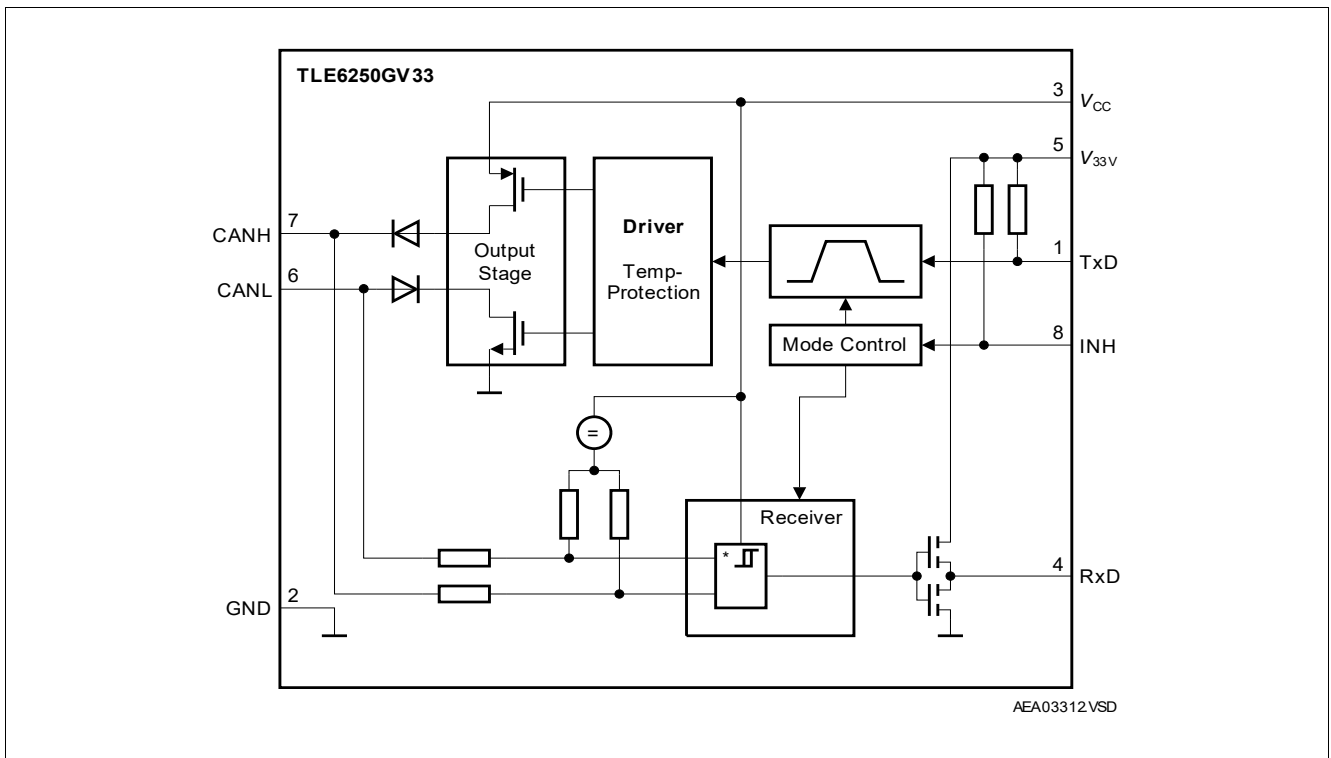 TLE6250GV33
3
VCC
5
V33V
7
CANH
Driver
Output
Stage
1
TxD
6
CANL
Temp-
Protection
8
INH
Mode Control
=
Receiver
*
4
RxD
2
GND
AEA03312.VSD